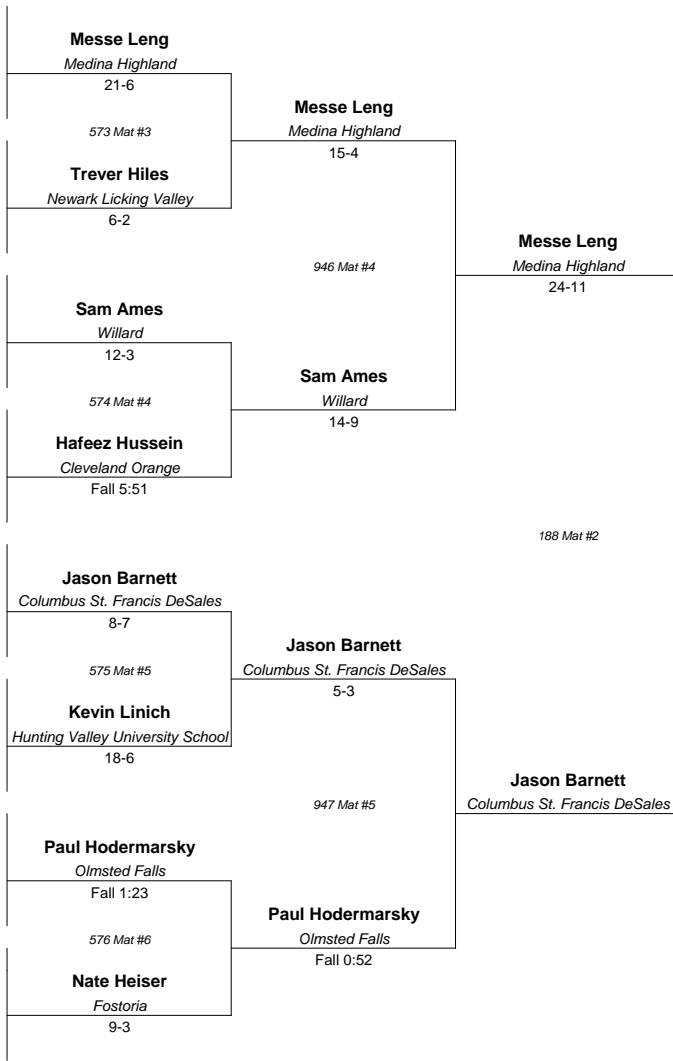 Messe Leng
Medina Highland
21-6
573 Mat #3
Trever Hiles
Newark Licking Valley
6-2
Messe Leng
Medina Highland
15-4
946 Mat #4
Sam Ames
Willard
12-3
574 Mat #4
Hafeez Hussein
Cleveland Orange
Fall 5:51
Sam Ames
Willard
14-9
Messe Leng
Medina Highland
24-11
188 Mat #2
Jason Barnett
Columbus St. Francis DeSales
8-7
575 Mat #5
Kevin Linich
Hunting Valley University School
18-6
Jason Barnett
Columbus St. Francis DeSales
5-3
947 Mat #5
Paul Hodermarsky
Olmsted Falls
Fall 1:23
576 Mat #6
Nate Heiser
Fostoria
9-3
Paul Hodermarsky
Olmsted Falls
Fall 0:52
Jason Barnett
Columbus St. Francis DeSales